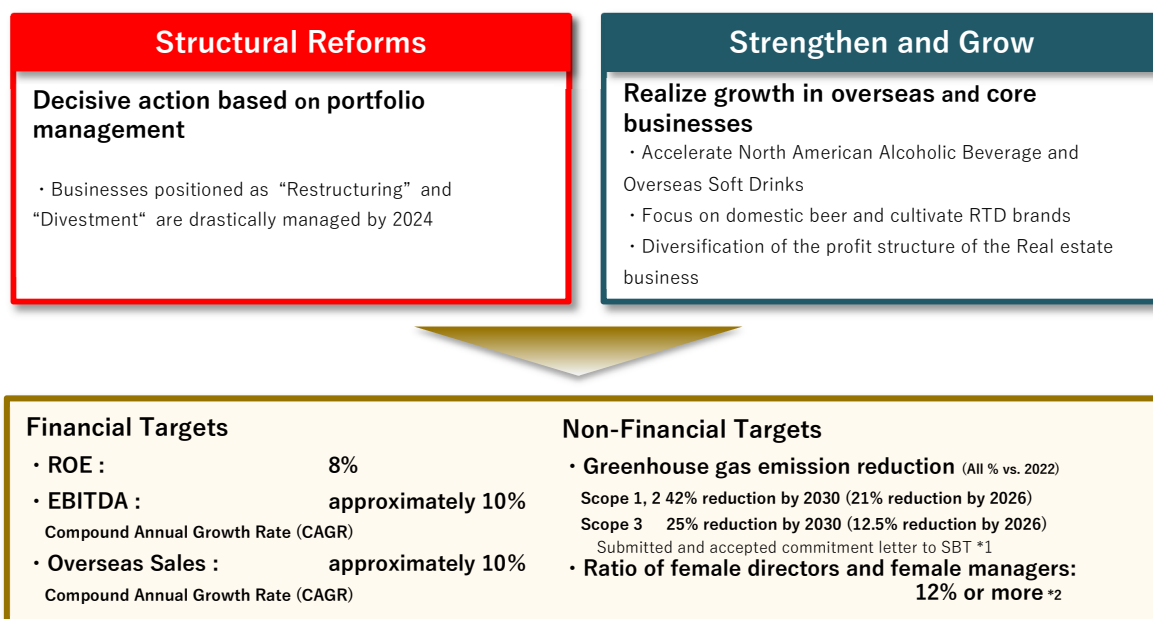 Structural Reforms
Decisive action based on portfolio
management
・Businesses positioned as “Restructuring” and
“Divestment“ are drastically managed by 2024
Strengthen and Grow
Realize growth in overseas and core
businesses
・Accelerate North American Alcoholic Beverage and
Overseas Soft Drinks
・Focus on domestic beer and cultivate RTD brands
・Diversification of the profit structure of the Real estate
business
Financial Targets
・ROE : 8%
・EBITDA : approximately 10%
Compound Annual Growth Rate (CAGR)
・Overseas Sales : approximately 10%
Compound Annual Growth Rate (CAGR)
Non-Financial Targets
・Greenhouse gas emission reduction (All % vs. 2022)
Scope 1, 2 42% reduction by 2030 (21% reduction by 2026)
Scope 3 25% reduction by 2030 (12.5% reduction by 2026)
Submitted and accepted commitment letter to SBT *1
・Ratio of female directors and female managers:
12% or more *2